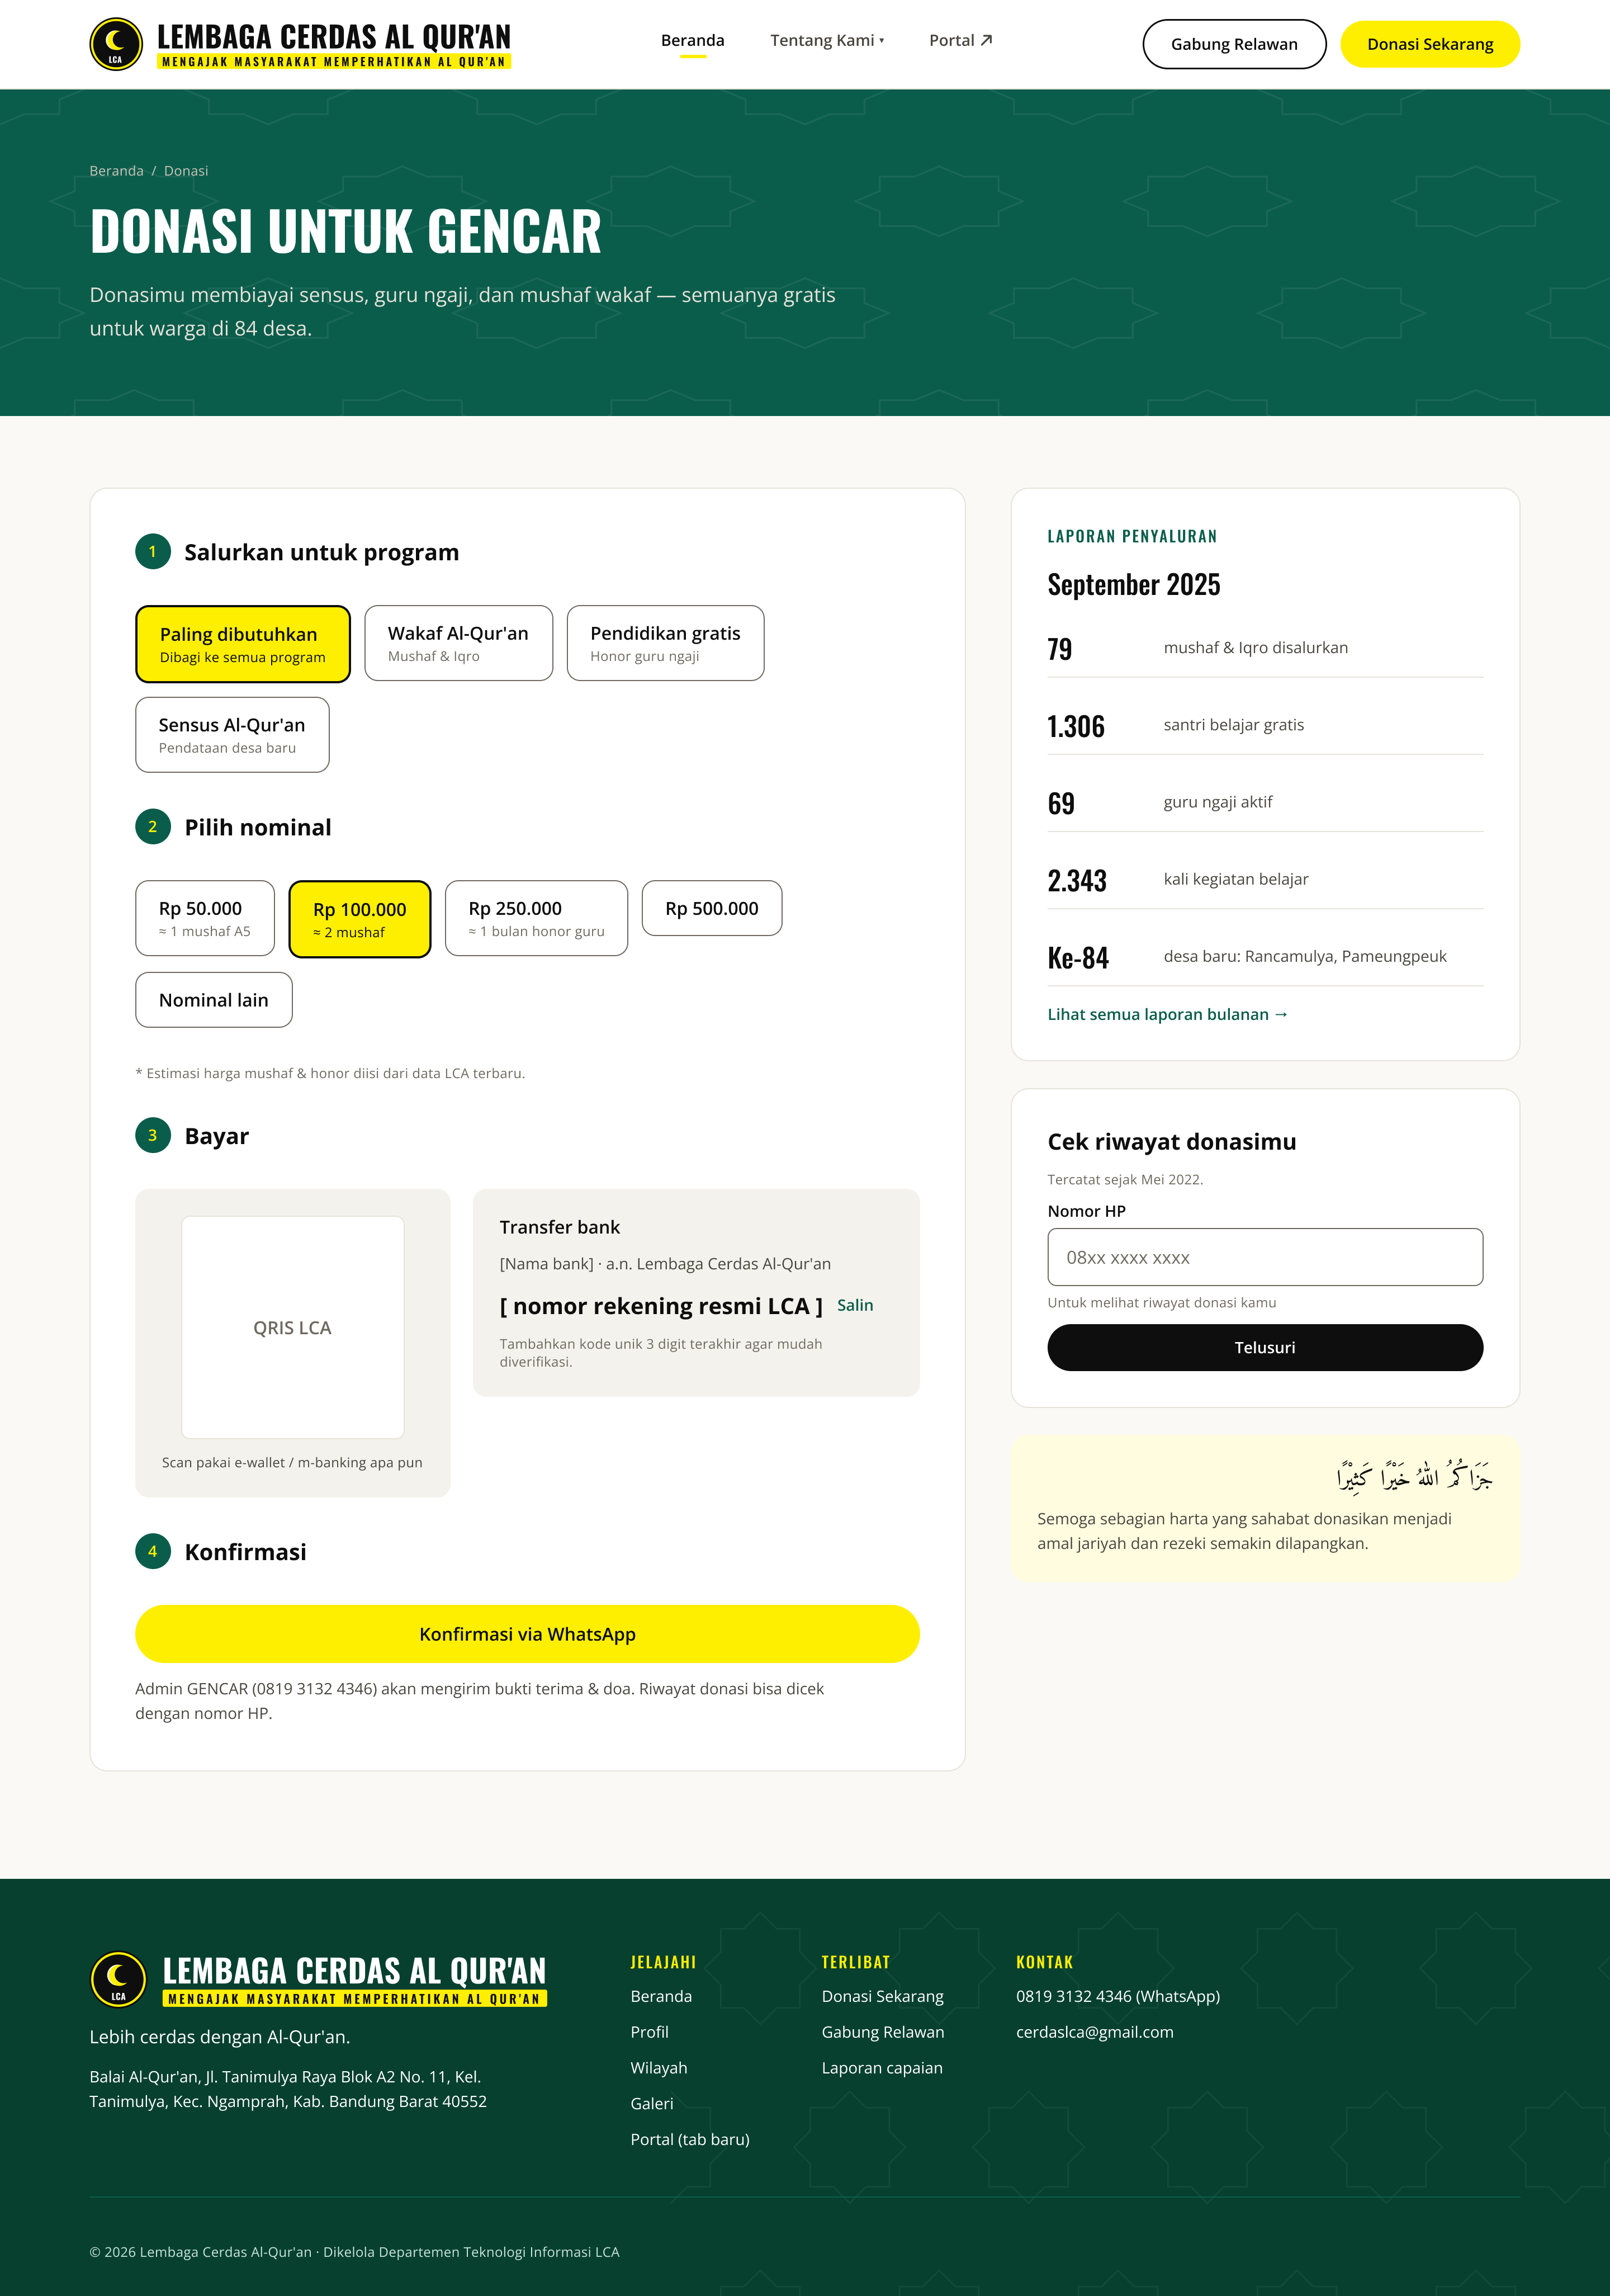 LCA
LEMBAGA CERDAS AL QUR'AN
MENGAJAK MASYARAKAT MEMPERHATIKAN AL QUR'AN
Beranda
Tentang Kami ▾
Portal ↗
Gabung Relawan
Donasi Sekarang
Beranda / Donasi
DONASI UNTUK GENCAR
Donasimu membiayai sensus, guru ngaji, dan mushaf wakaf — semuanya gratis
untuk warga di 84 desa.
1
Salurkan untuk program
Paling dibutuhkan
Dibagi ke semua program
Wakaf Al-Qur'an
Mushaf & Iqro
Pendidikan gratis
Honor guru ngaji
Sensus Al-Qur'an
Pendataan desa baru
2
Pilih nominal
Rp 50.000
≈ 1 mushaf A5
Rp 100.000
≈ 2 mushaf
Rp 250.000
≈ 1 bulan honor guru
Rp 500.000
Nominal lain
* Estimasi harga mushaf & honor diisi dari data LCA terbaru.
3
Bayar
QRIS LCA
Scan pakai e-wallet / m-banking apa pun
Transfer bank
[Nama bank] · a.n. Lembaga Cerdas Al-Qur'an
[ nomor rekening resmi LCA ] Salin
Tambahkan kode unik 3 digit terakhir agar mudah
diverifikasi.
4
Konfirmasi
Konfirmasi via WhatsApp
Admin GENCAR (0819 3132 4346) akan mengirim bukti terima & doa. Riwayat donasi bisa dicek
dengan nomor HP.
LAPORAN PENYALURAN
September 2025
79 mushaf & Iqro disalurkan
1.306 santri belajar gratis
69 guru ngaji aktif
2.343 kali kegiatan belajar
Ke-84 desa baru: Rancamulya, Pameungpeuk
Lihat semua laporan bulanan →
Cek riwayat donasimu
Tercatat sejak Mei 2022.
Nomor HP
08xx xxxx xxxx
Untuk melihat riwayat donasi kamu
Telusuri
جَزَاكُمُ اللهُ خَيْرًا كَثِيْرًا
Semoga sebagian harta yang sahabat donasikan menjadi
amal jariyah dan rezeki semakin dilapangkan.
LCA
LEMBAGA CERDAS AL QUR'AN
MENGAJAK MASYARAKAT MEMPERHATIKAN AL QUR'AN
Lebih cerdas dengan Al-Qur'an.
Balai Al-Qur'an, Jl. Tanimulya Raya Blok A2 No. 11, Kel.
Tanimulya, Kec. Ngamprah, Kab. Bandung Barat 40552
JELAJAHI
Beranda
Profil
Wilayah
Galeri
Portal (tab baru)
TERLIBAT
Donasi Sekarang
Gabung Relawan
Laporan capaian
KONTAK
0819 3132 4346 (WhatsApp)
cerdaslca@gmail.com
© 2026 Lembaga Cerdas Al-Qur'an · Dikelola Departemen Teknologi Informasi LCA